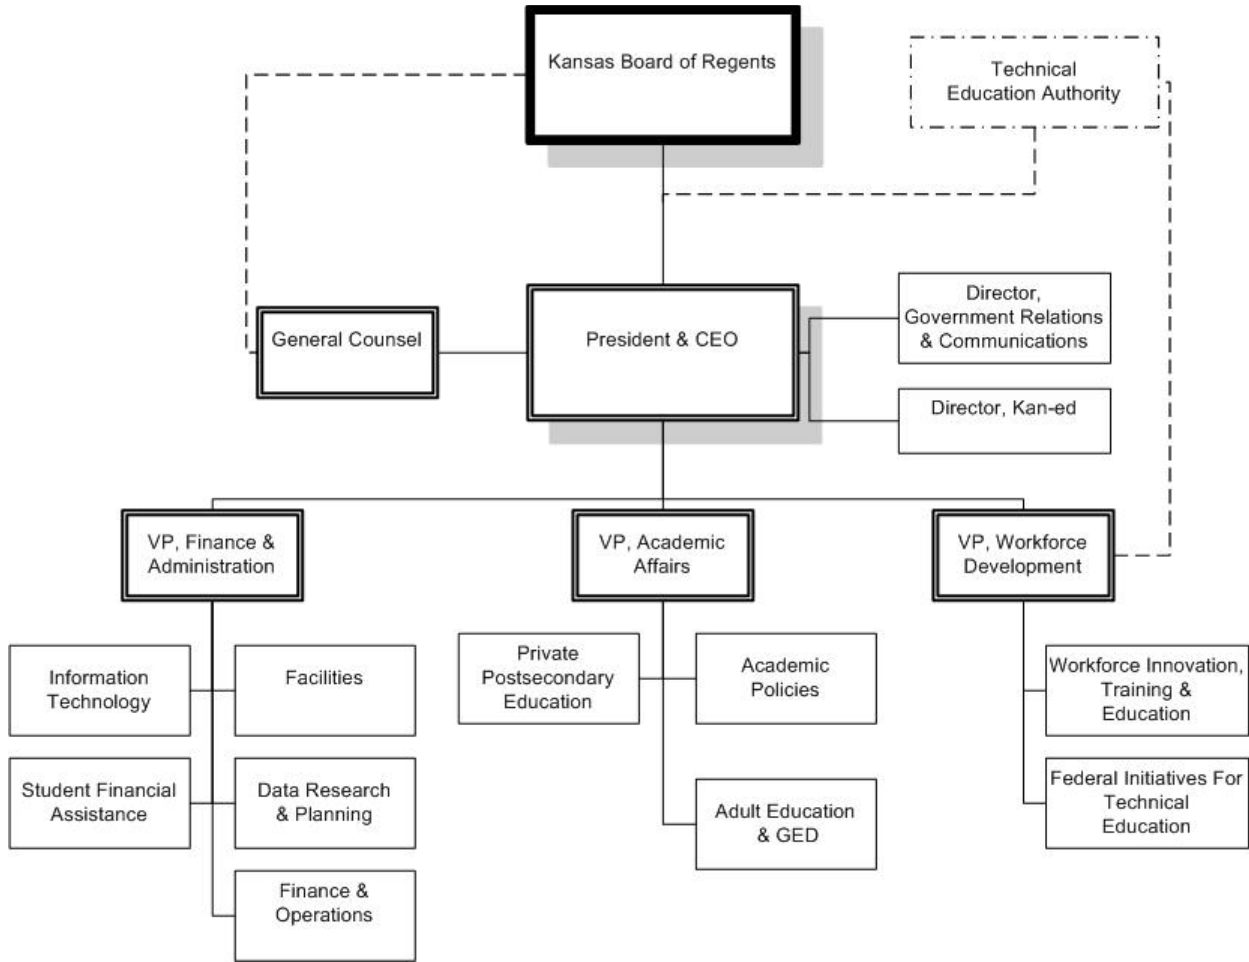 Kansas Board of Regents
Technical
Education Authority
General Counsel
President & CEO
Director,
Government Relations
& Communications
Director, Kan-ed
VP, Finance &
Administration
VP, Academic
Affairs
VP, Workforce
Development
Information
Technology
Facilities
Private
Postsecondary
Education
Academic
Policies
Workforce Innovation,
Training &
Education
Student Financial
Assistance
Data Research
& Planning
Adult Education
& GED
Federal Initiatives For
Technical
Education
Finance &
Operations